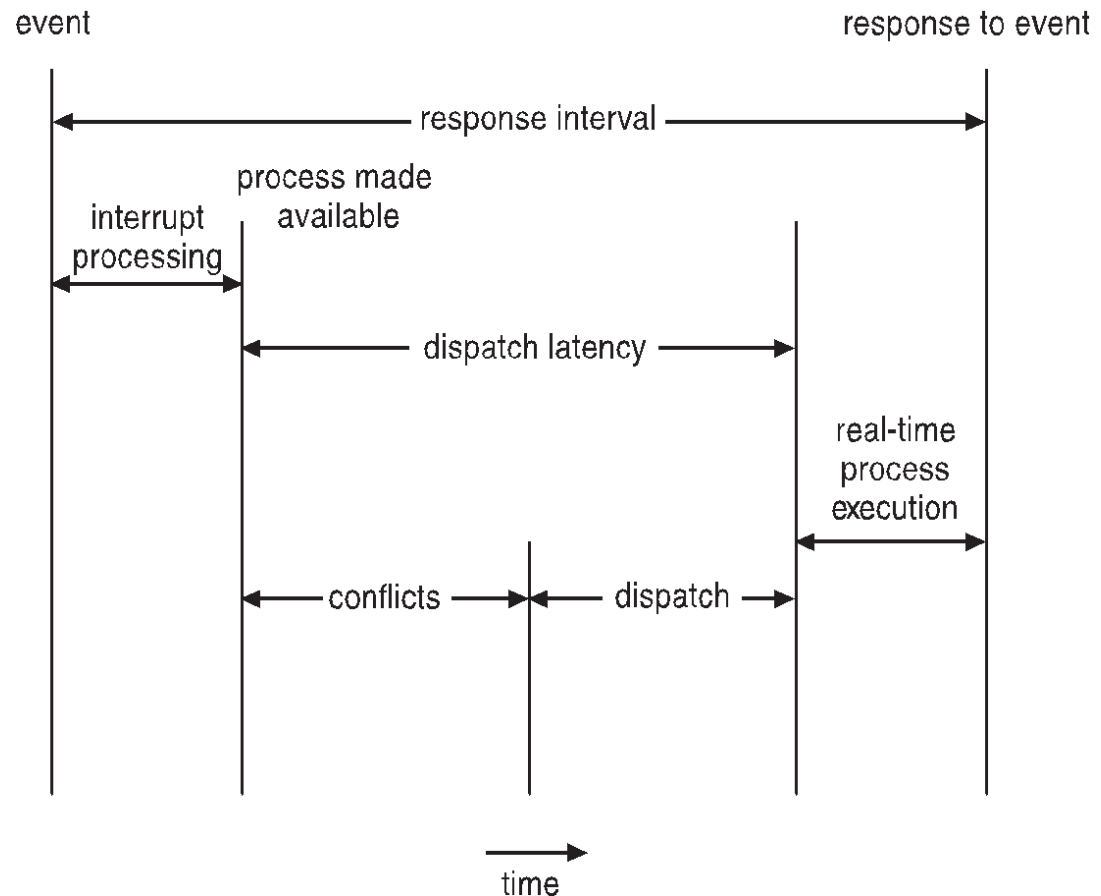 event
response to event
response interval
process made
available
interrupt
processing
dispatch latency
real-time
process
execution
conflicts
dispatch
time